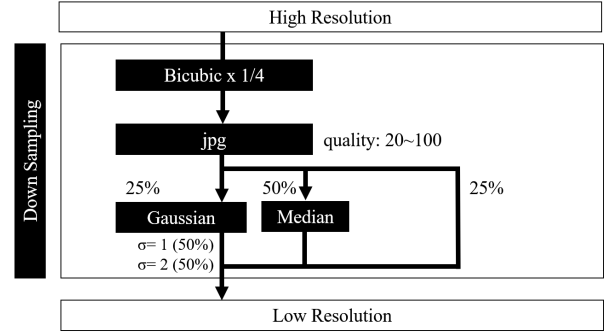 High Resolution
Down Sampling
Bicubic x 1/4
jpg
quality: 20~100
25%
50%
25%
Gaussian
Median
σ= 1 (50%)
σ= 2 (50%)
Low Resolution